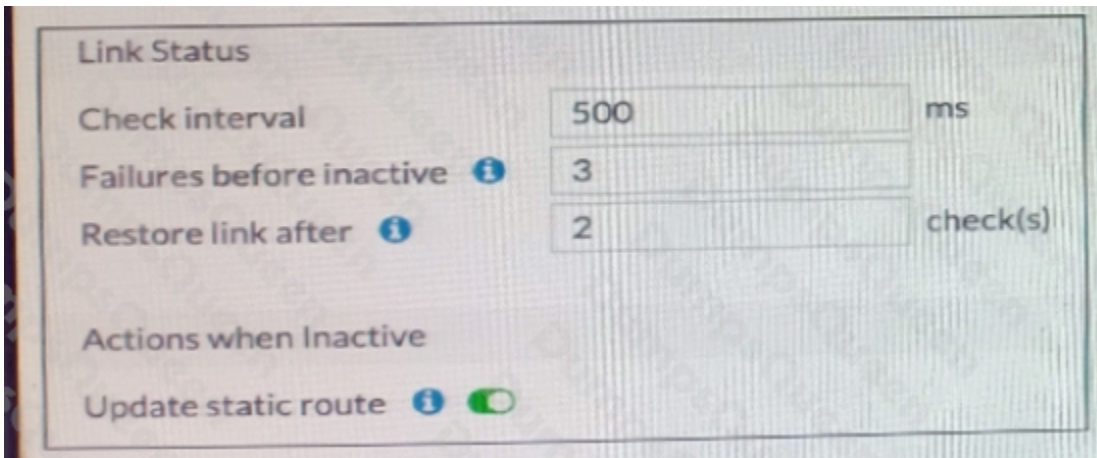 Link Status
Check interval 500 ms
Failures before inactive 3
Restore link after 2 check(s)
Actions when Inactive
Update static route